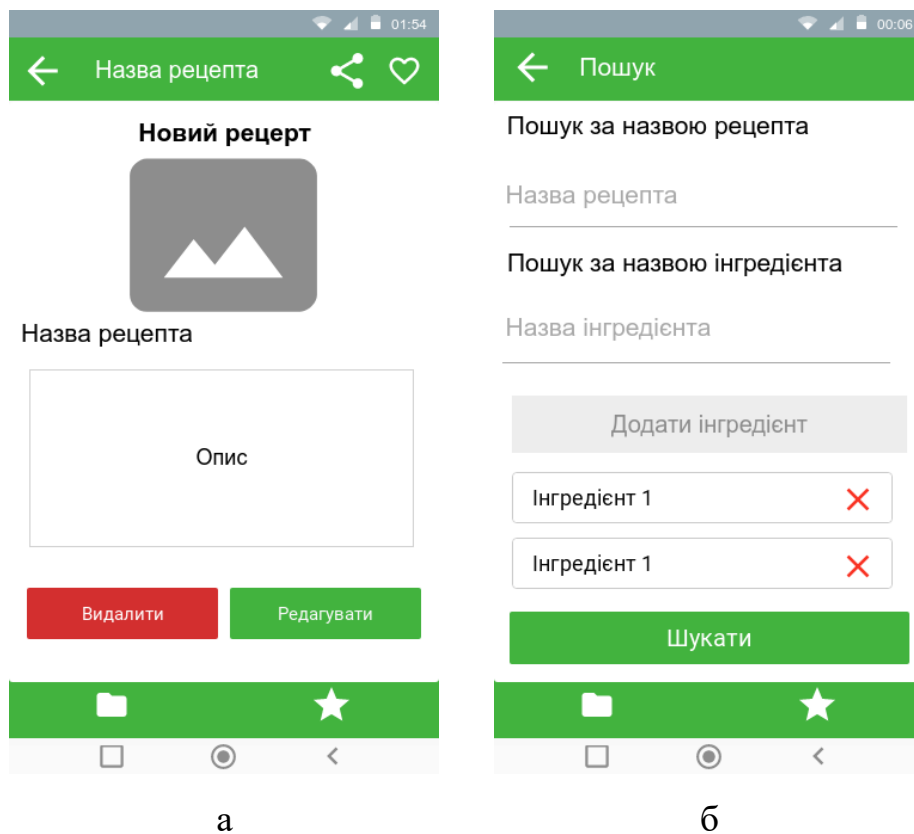 01:54
Назва рецепта
Новий рецерт
Назва рецепта
Опис
Видалити
Редагувати
а
00:06
Пошук
Пошук за назвою рецепта
Назва рецепта
Пошук за назвою інгредієнта
Назва інгредієнта
Додати інгредієнт
Інгредієнт 1
Інгредієнт 1
Шукати
б